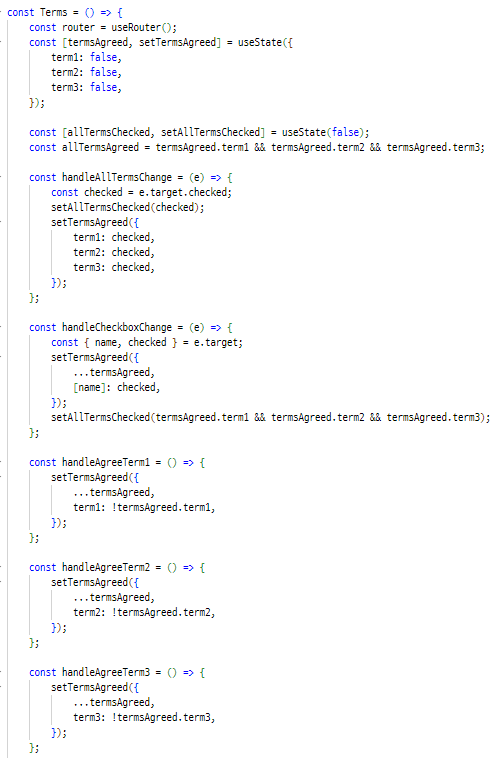 const Terms = () => {
const router = useRouter();
const [termsAgreed, setTermsAgreed] = useState({
term1: false,
term2: false,
term3: false,
});
const [allTermsChecked, setAllTermsChecked] = useState(false);
const allTermsAgreed = termsAgreed.term1 && termsAgreed.term2 && termsAgreed.term3;
const handleAllTermsChange = (e) => {
const checked = e.target.checked;
setAllTermsChecked(checked);
setTermsAgreed({
term1: checked,
term2: checked,
term3: checked,
});
};
const handleCheckboxChange = (e) => {
const { name, checked } = e.target;
setTermsAgreed({
...termsAgreed,
[name]: checked,
});
setAllTermsChecked(termsAgreed.term1 && termsAgreed.term2 && termsAgreed.term3);
};
const handleAgreeTerm1 = () => {
setTermsAgreed({
...termsAgreed,
term1: !termsAgreed.term1,
});
};
const handleAgreeTerm2 = () => {
setTermsAgreed({
...termsAgreed,
term2: !termsAgreed.term2,
});
};
const handleAgreeTerm3 = () => {
setTermsAgreed({
...termsAgreed,
term3: !termsAgreed.term3,
});
};